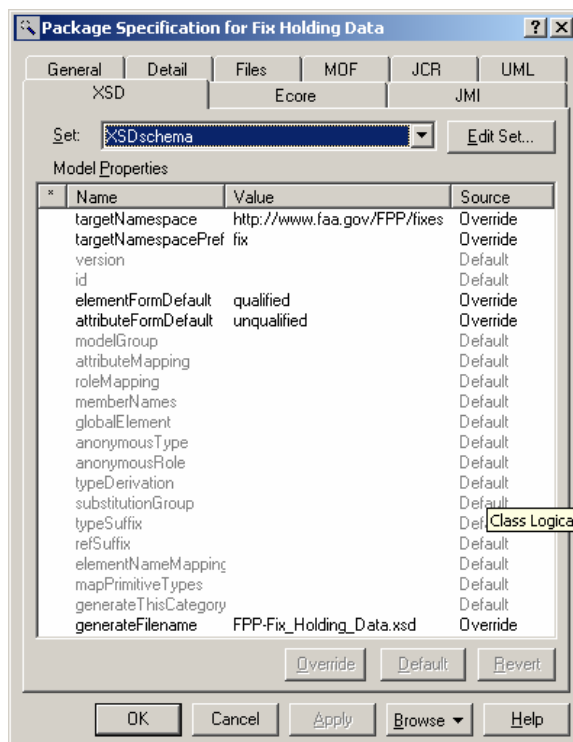 Package Specification for Fix Holding Data
General Detail Files MOF JCR UML
XSD Ecore JMI
Set: XSDschema Edit Set...
Model Properties
* Name Value Source
targetNamespace http://www.faa.gov/FPP/fixes Override
targetNamespacePref fix Override
version Default
id Default
elementFormDefault qualified Override
attributeFormDefault unqualified Override
modelGroup Default
attributeMapping Default
roleMapping Default
memberNames Default
globalElement Default
anonymousType Default
anonymousRole Default
typeDerivation Default
substitutionGroup Default
typeSuffix Def Class Logica
refSuffix Default
elementNameMapping Default
mapPrimitiveTypes Default
generateThisCategory Default
generateFilename FPP-Fix_Holding_Data.xsd Override
Override Default Revert
OK Cancel Apply Browse Help